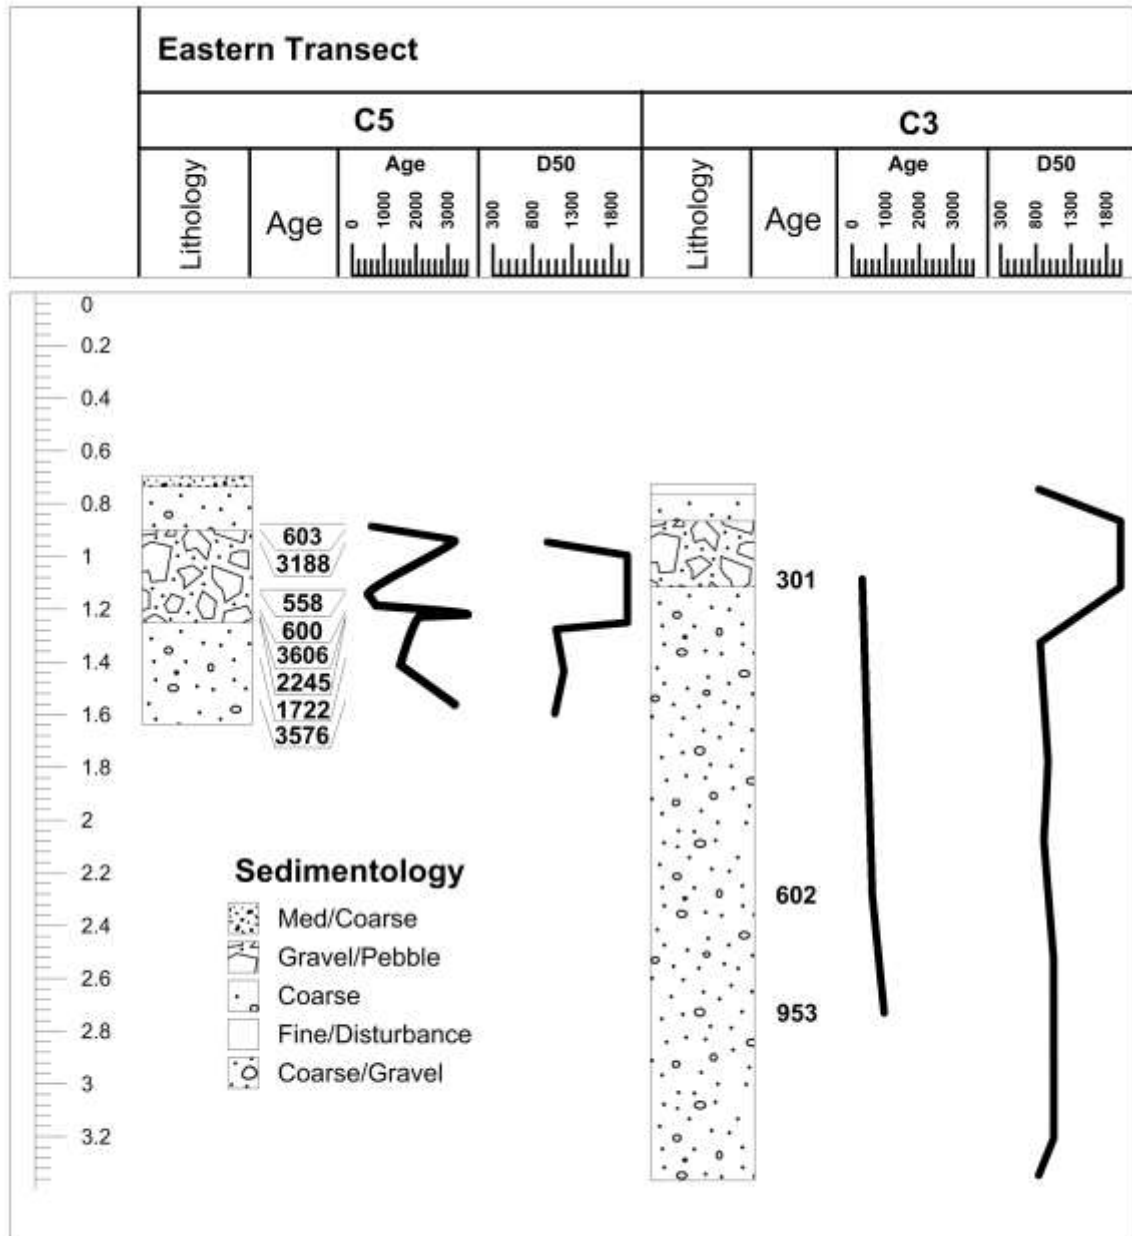 Eastern Transect
C5
C3
Lithology
Age
Age
0 1000 2000 3000
D50
300 800 1300 1800
Lithology
Age
Age
0 1000 2000 3000
D50
300 800 1300 1800
0
0.2
0.4
0.6
0.8
1
1.2
1.4
1.6
1.8
2
2.2
2.4
2.6
2.8
3
3.2
603
3188
558
600
3606
2245
1722
3576
301
602
953
Sedimentology
Med/Coarse
Gravel/Pebble
Coarse
Fine/Disturbance
Coarse/Gravel